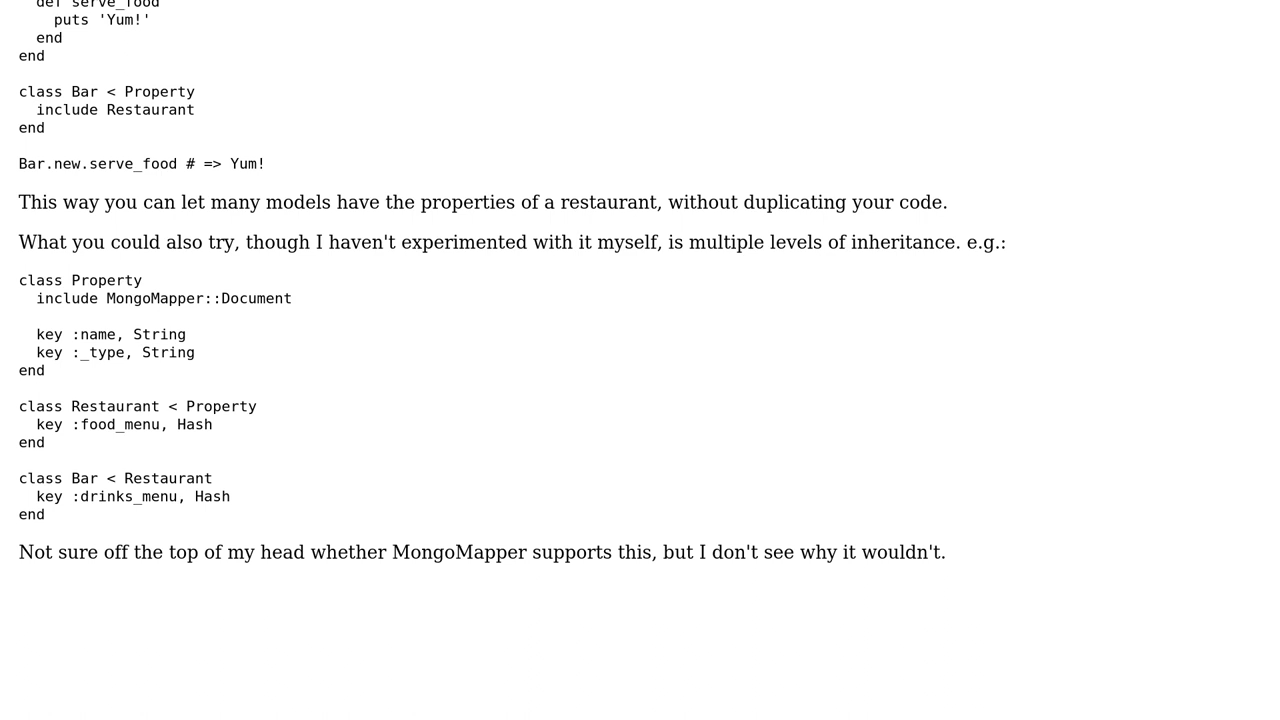 def serve_food
    puts 'Yum!'
  end
end

class Bar < Property
  include Restaurant
end

Bar.new.serve_food # => Yum!

This way you can let many models have the properties of a restaurant, without duplicating your code.

What you could also try, though I haven't experimented with it myself, is multiple levels of inheritance. e.g.:

class Property
  include MongoMapper::Document

  key :name, String
  key :_type, String
end

class Restaurant < Property
  key :food_menu, Hash
end

class Bar < Restaurant
  key :drinks_menu, Hash
end

Not sure off the top of my head whether MongoMapper supports this, but I don't see why it wouldn't.